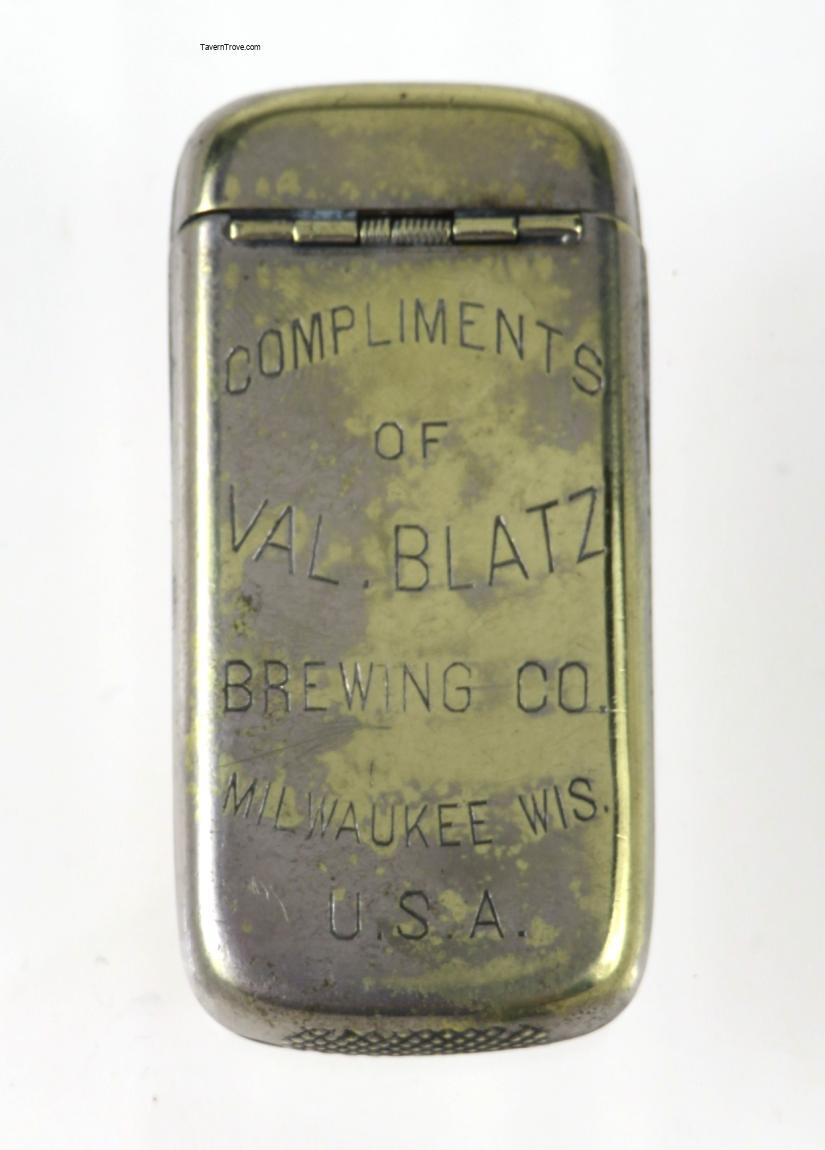 TavernTrove.com
COMPLIMENTS
OF
VAL. BLATZ
BREWING CO.
MILWAUKEE WIS.
U.S.A.